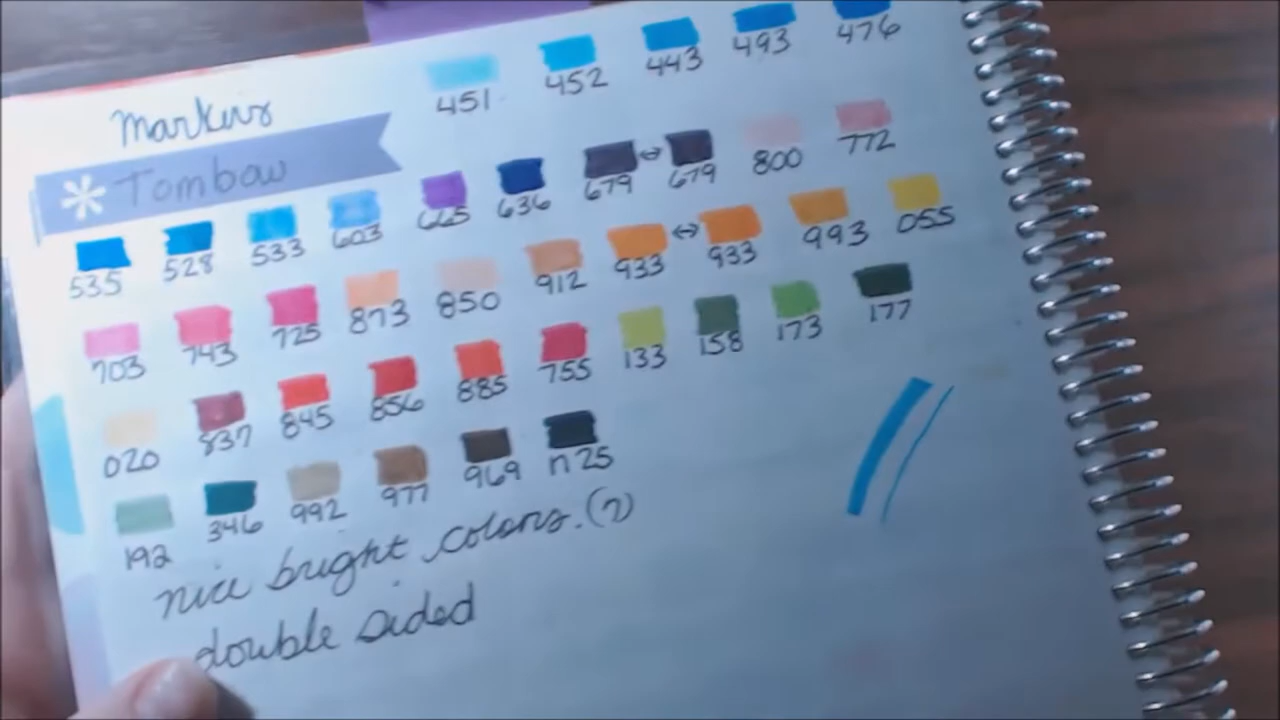 Markers
451 452 443 493 476
* Tombow
535 528 533 603 665 636 679 ↔ 679 800 772
703 743 725 873 850 912 933 ↔ 933 993 055
020 837 845 856 885 755 133 158 173 177
192 346 992 977 969 n25
nice bright colors. (7)
double sided